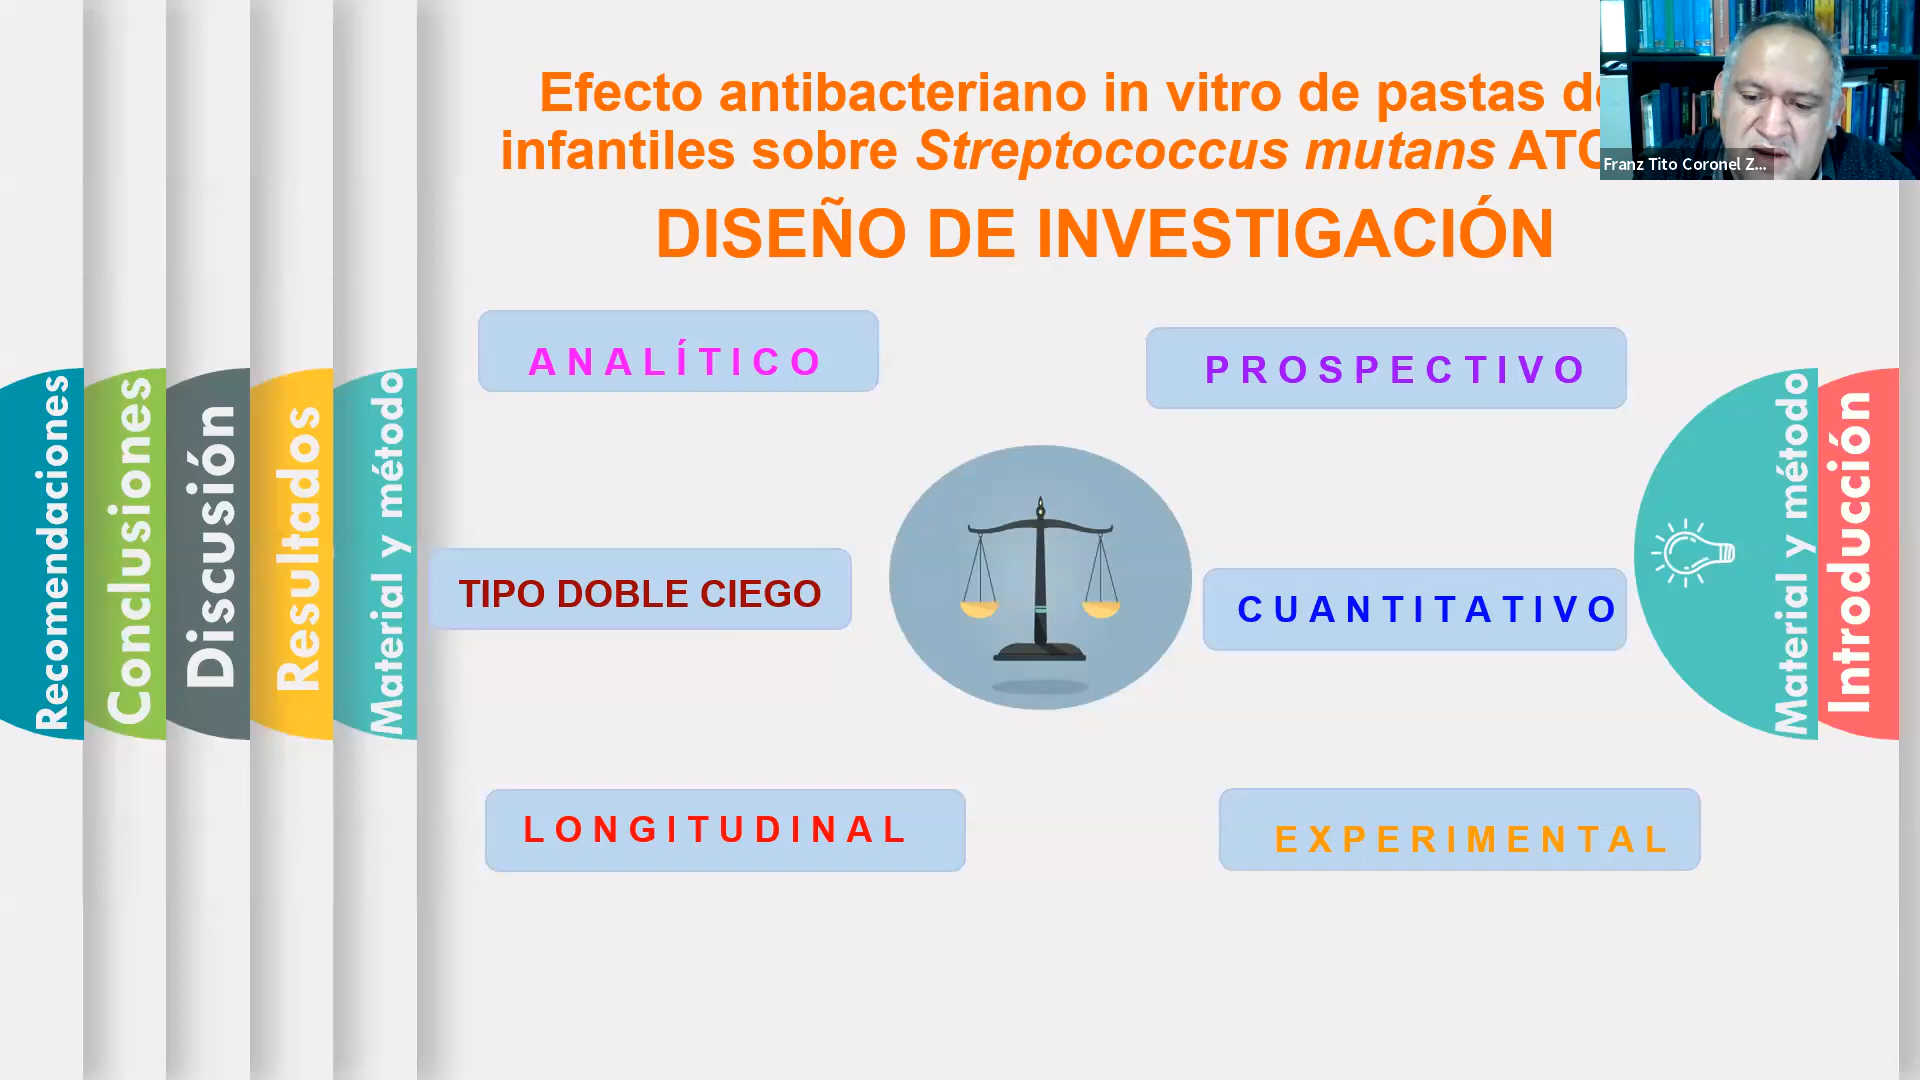 Efecto antibacteriano in vitro de pastas
infantiles sobre Streptococcus mutans
DISEÑO DE INVESTIGACIÓN
Franz Tito Coronel Z...
ANALÍTICO
PROSPECTIVO
TIPO DOBLE CIEGO
CUANTITATIVO
LONGITUDINAL
EXPERIMENTAL
Recomendaciones
Conclusiones
Discusión
Resultados
Material y método
Material y método
Introducción